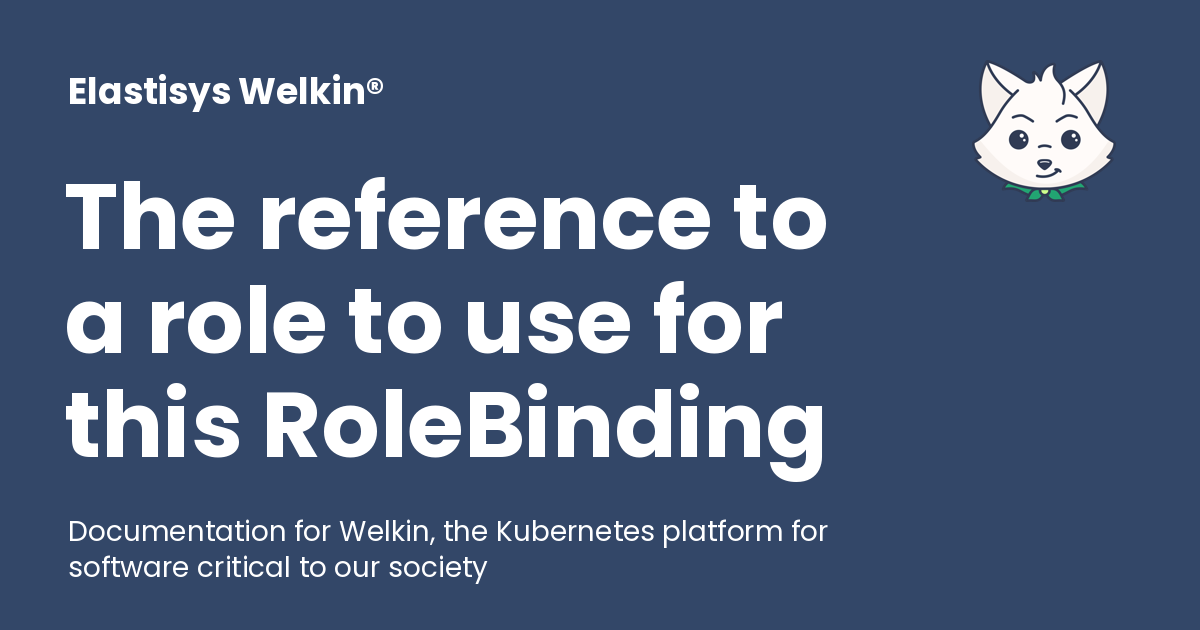 Elastisys Welkin®
The reference to
a role to use for
this RoleBinding
Documentation for Welkin, the Kubernetes platform for
software critical to our society